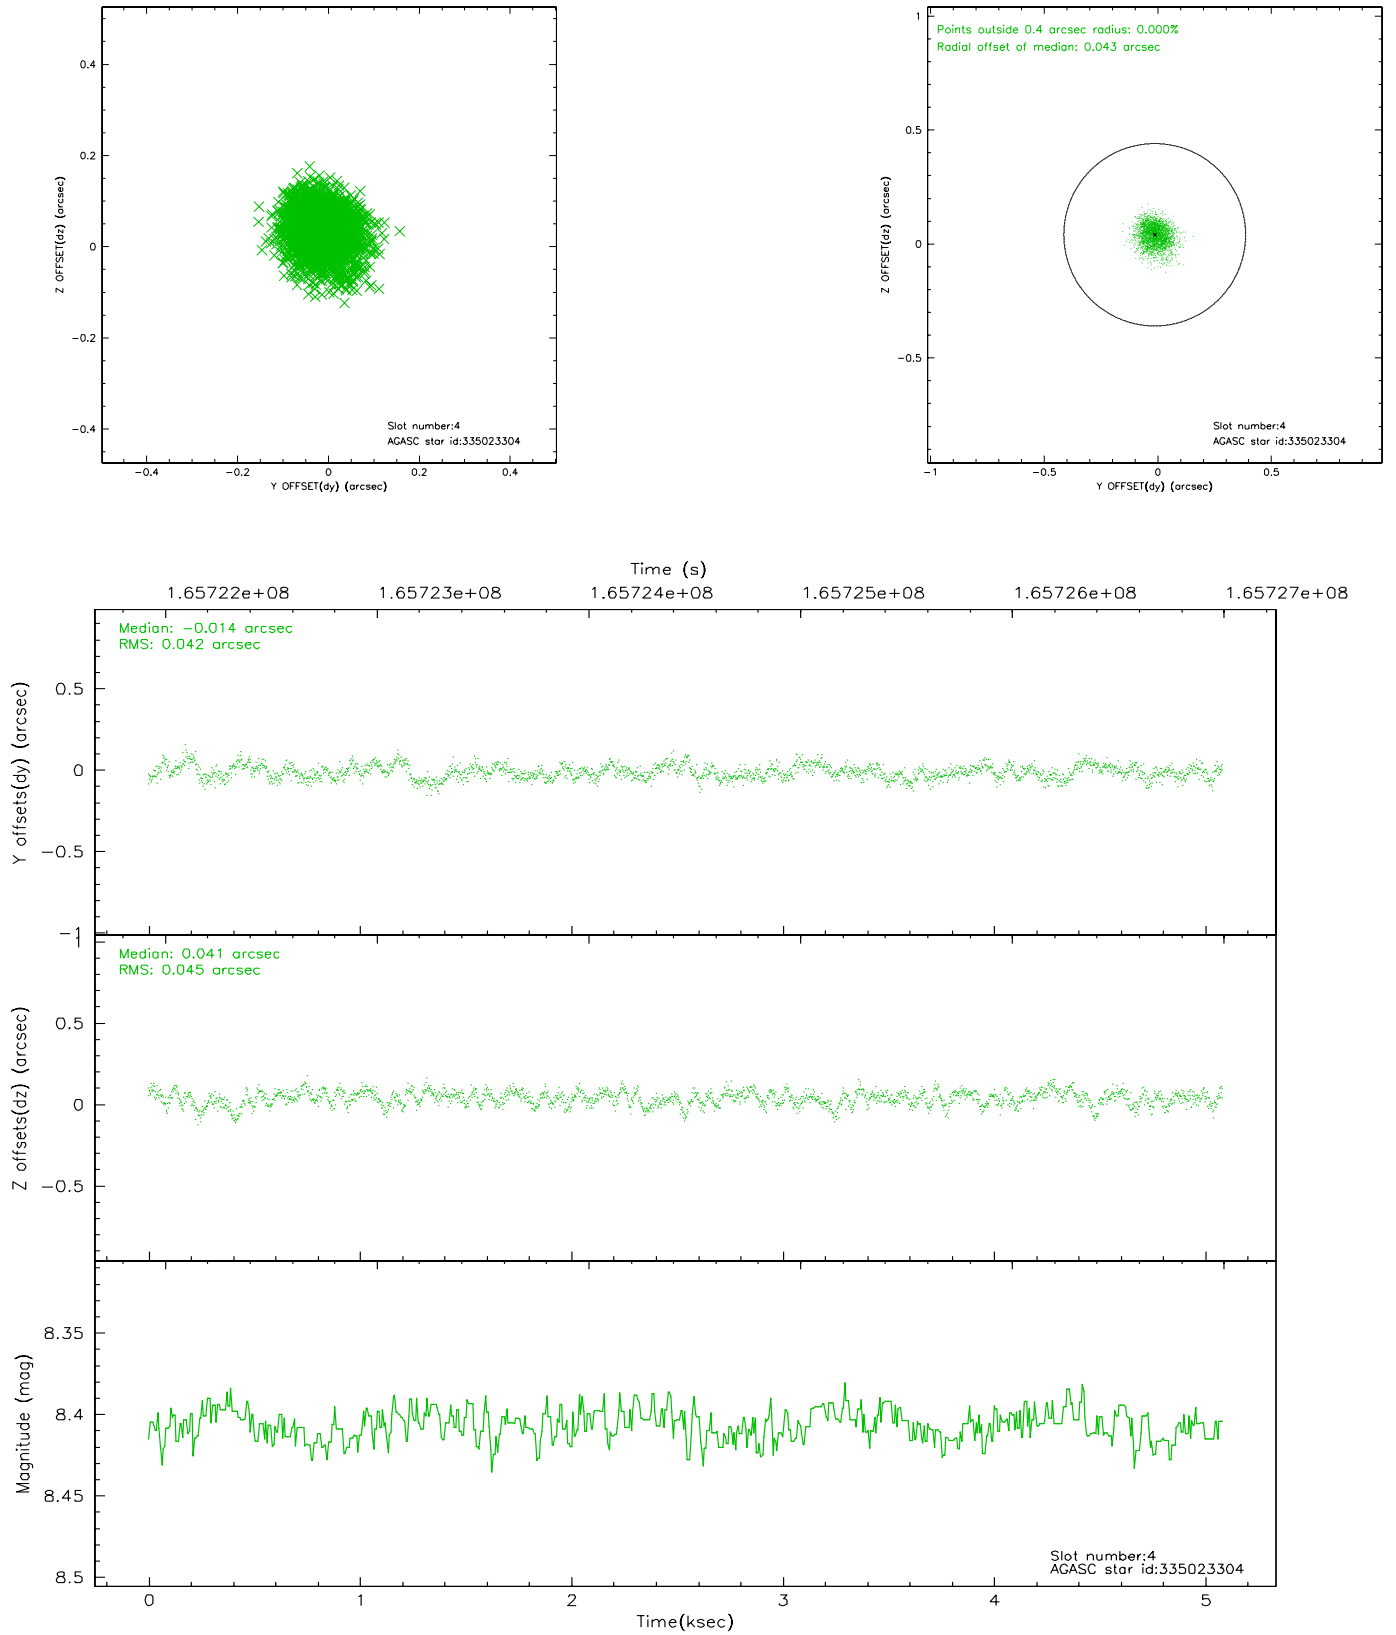 0.4
0.2
0
−0.2
−0.4
Z OFFSET(dz) (arcsec)
−0.4
−0.2
0
0.2
0.4
Y OFFSET(dy) (arcsec)
Slot number:4
AGASC star id:335023304
Points outside 0.4 arcsec radius: 0.000%
Radial offset of median: 0.043 arcsec
1
0.5
0
−0.5
Z OFFSET(dz) (arcsec)
−1
−0.5
0
0.5
Y OFFSET(dy) (arcsec)
Slot number:4
AGASC star id:335023304
Time (s)
1.65722e+08
1.65723e+08
1.65724e+08
1.65725e+08
1.65726e+08
1.65727e+08
Median: −0.014 arcsec
RMS: 0.042 arcsec
0.5
0
−0.5
−1
Y offsets(dy) (arcsec)
Median: 0.041 arcsec
RMS: 0.045 arcsec
1
0.5
0
−0.5
Z offsets(dz) (arcsec)
8.35
8.4
8.45
8.5
Magnitude (mag)
Slot number:4
AGASC star id:335023304
0
1
2
3
4
5
Time(ksec)